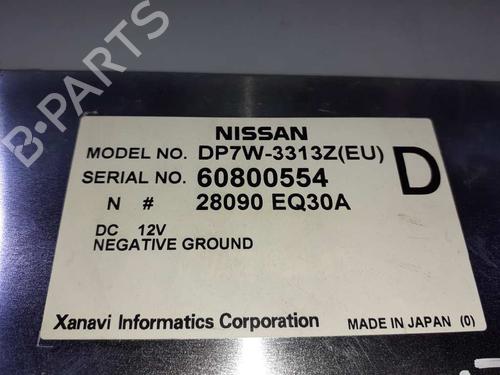 NISSAN
MODEL NO. DP7W-3313Z(EU)
SERIAL NO. 60800554
D
N # 28090 EQ30A
DC 12V
NEGATIVE GROUND
Xanavi Informatics Corporation MADE IN JAPAN (0)
B-PARTS